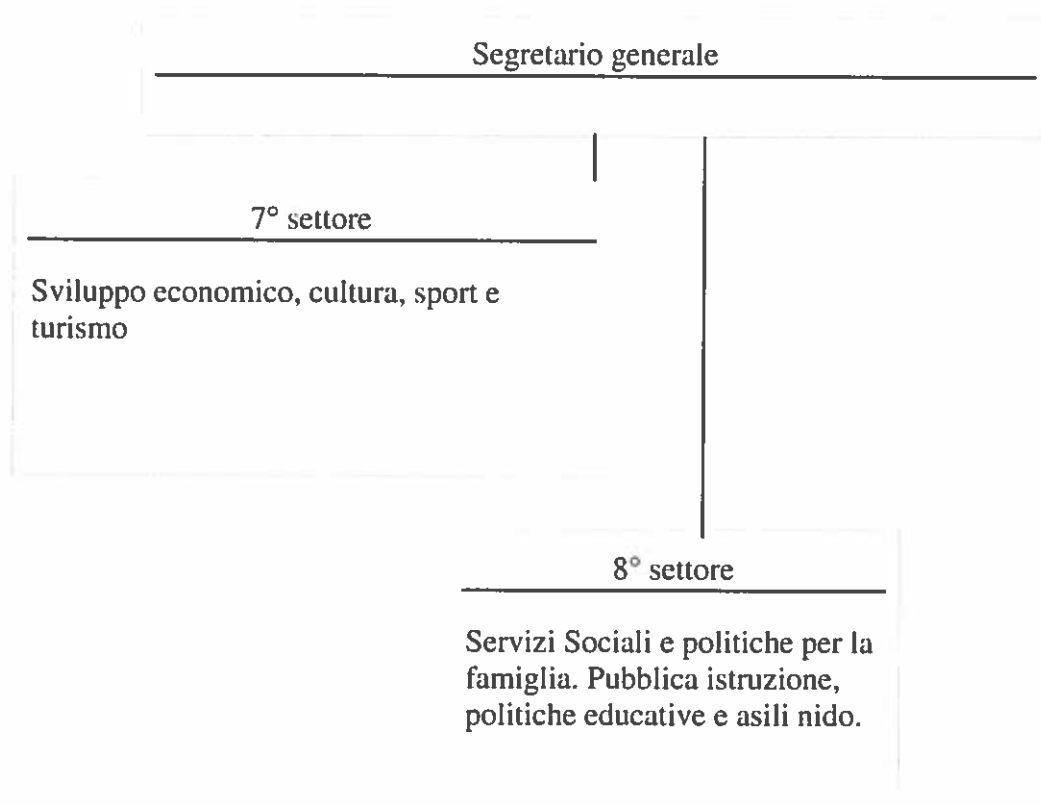 Segretario generale
7° settore
Sviluppo economico, cultura, sport e
turismo
8° settore
Servizi Sociali e politiche per la
famiglia. Pubblica istruzione,
politiche educative e asili nido.